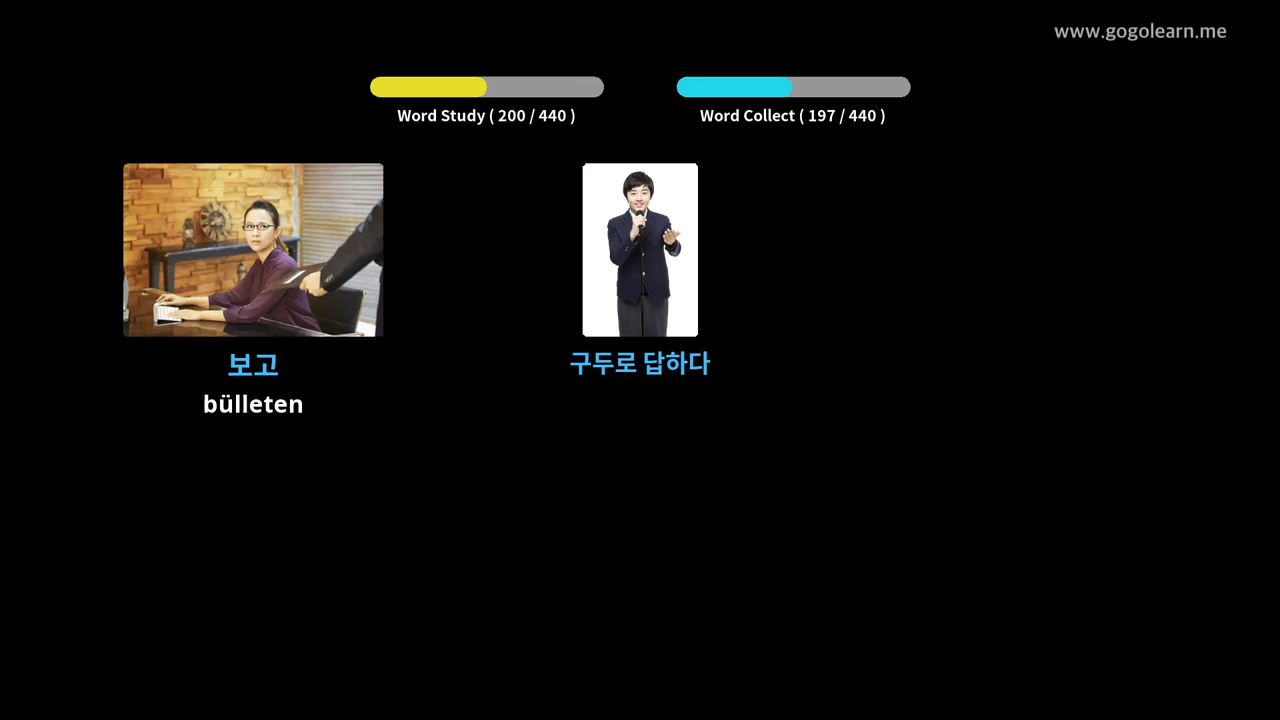 www.gogolearn.me
Word Study ( 200 / 440 )
Word Collect ( 197 / 440 )
보고
bülleten
구두로 답하다